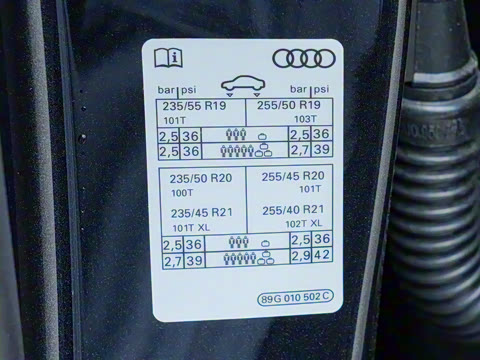 i
bar psi bar psi
235/55 R19 255/50 R19
101T 103T
2,5 36 2,5 36
2,5 36 2,7 39
235/50 R20 255/45 R20
100T 101T
235/45 R21 255/40 R21
101T XL 102T XL
2,5 36 2,5 36
2,7 39 2,9 42
89G 010 502 C